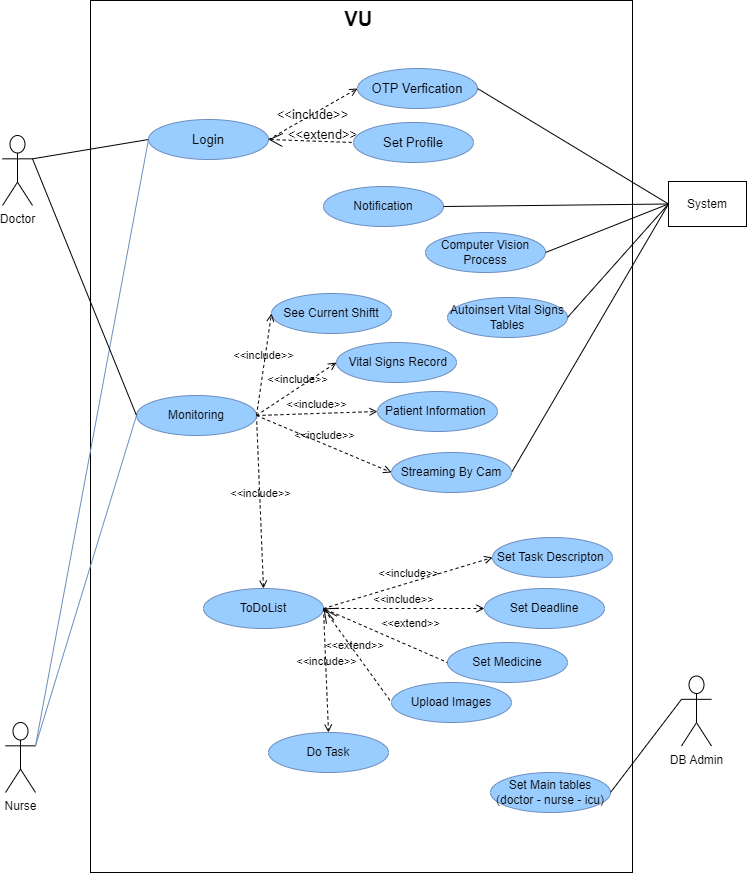 VU
OTP Verfication
<<include>>
<<extend>>
Login
Set Profile
Doctor
Notification
System
Computer Vision
Process
See Current Shiftt
Autoinsert Vital Signs
Tables
<<include>>
Vital Signs Record
<<include>>
Monitoring
<<include>>
Patient Information
<<include>>
Streaming By Cam
<<include>>
Set Task Descripton
<<include>>
ToDoList
<<include>>
Set Deadline
<<extend>>
<<extend>>
<<include>>
Set Medicine
Upload Images
Do Task
DB Admin
Nurse
Set Main tables
(doctor - nurse - icu)